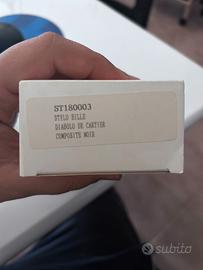 ST180003
STYLO BILLE
DIABOLO DE CARTIER
COMPOSITE NOIR
subito